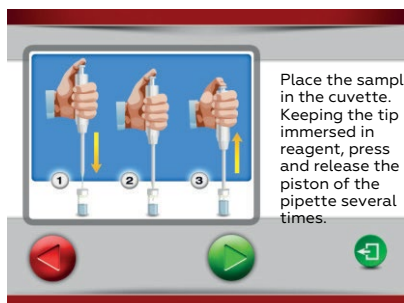 Place the sampl
in the cuvette.
Keeping the tip
immersed in
reagent, press
and release the
piston of the
pipette several
times.
1 2 3